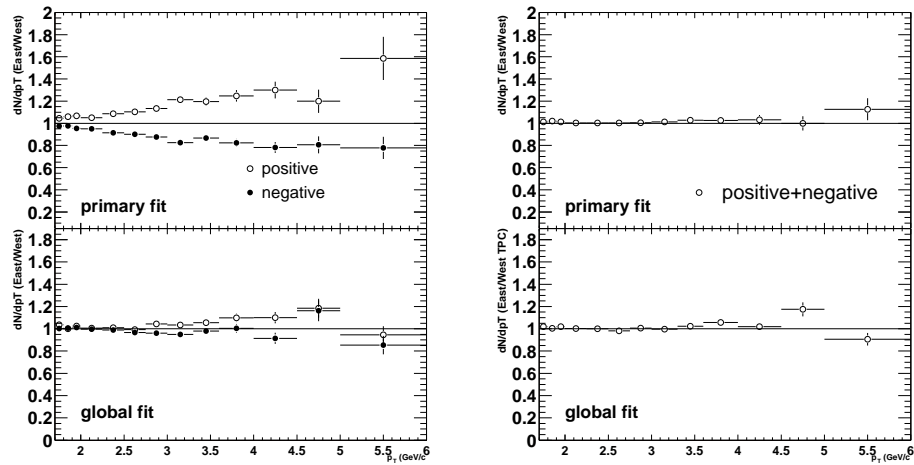 dN/dpT (East/West)
2
1.8
1.6
1.4
1.2
1
0.8
0.6
0.4
0.2
positive
negative
primary fit
dN/dpT (East/West)
1.8
1.6
1.4
1.2
1
0.8
0.6
0.4
0.2
0
global fit
2 2.5 3 3.5 4 4.5 5 5.5 6
p_T (GeV/c
dN/dpT (East/West)
2
1.8
1.6
1.4
1.2
1
0.8
0.6
0.4
0.2
positive+negative
primary fit
dN/dpT (East/West TPC)
1.8
1.6
1.4
1.2
1
0.8
0.6
0.4
0.2
0
global fit
2 2.5 3 3.5 4 4.5 5 5.5 6
p_T (GeV/c